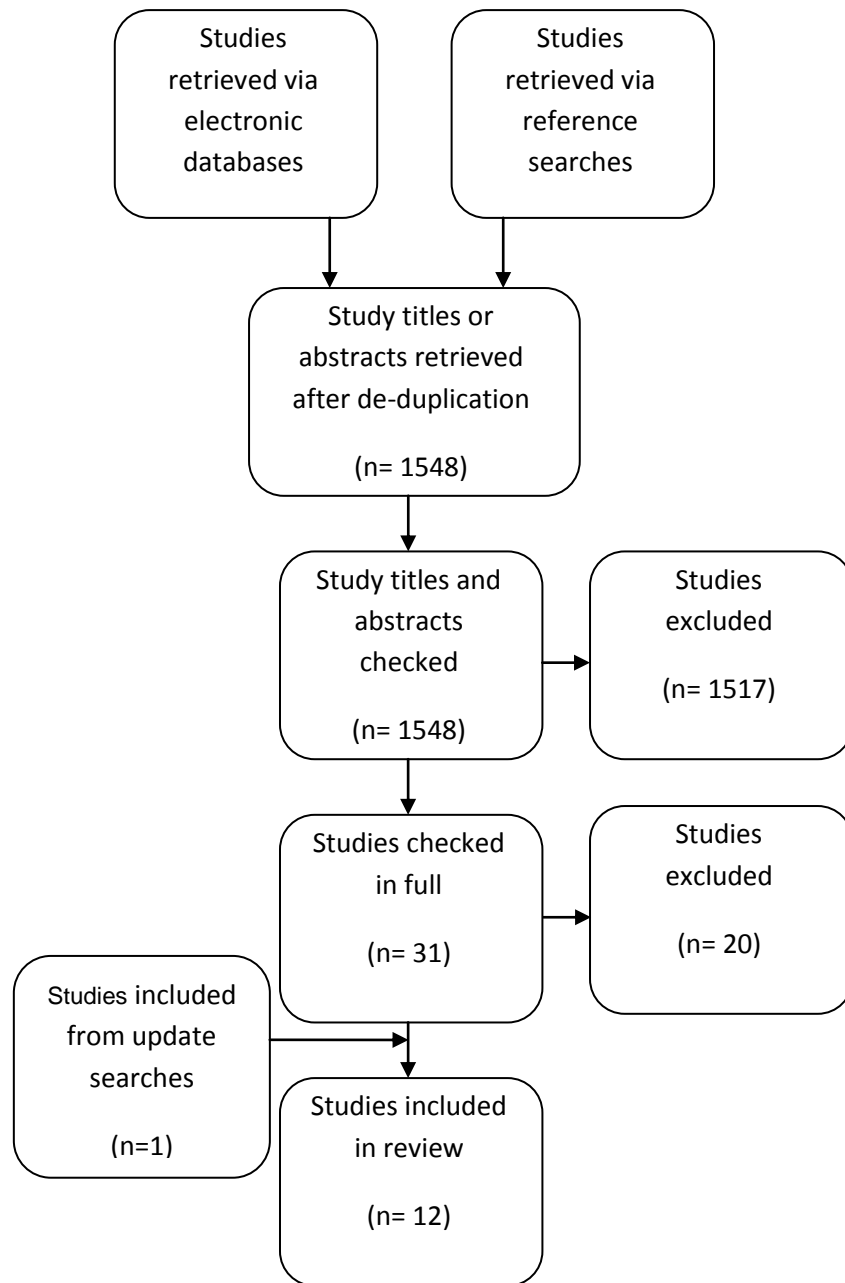 Studies
retrieved via
electronic
databases
Studies
retrieved via
reference
searches
Study titles or
abstracts retrieved
after de-duplication
(n= 1548)
Study titles and
abstracts
checked
(n= 1548)
Studies
excluded
(n= 1517)
Studies checked
in full
(n= 31)
Studies
excluded
(n= 20)
Studies included
from update
searches
(n=1)
Studies included
in review
(n= 12)